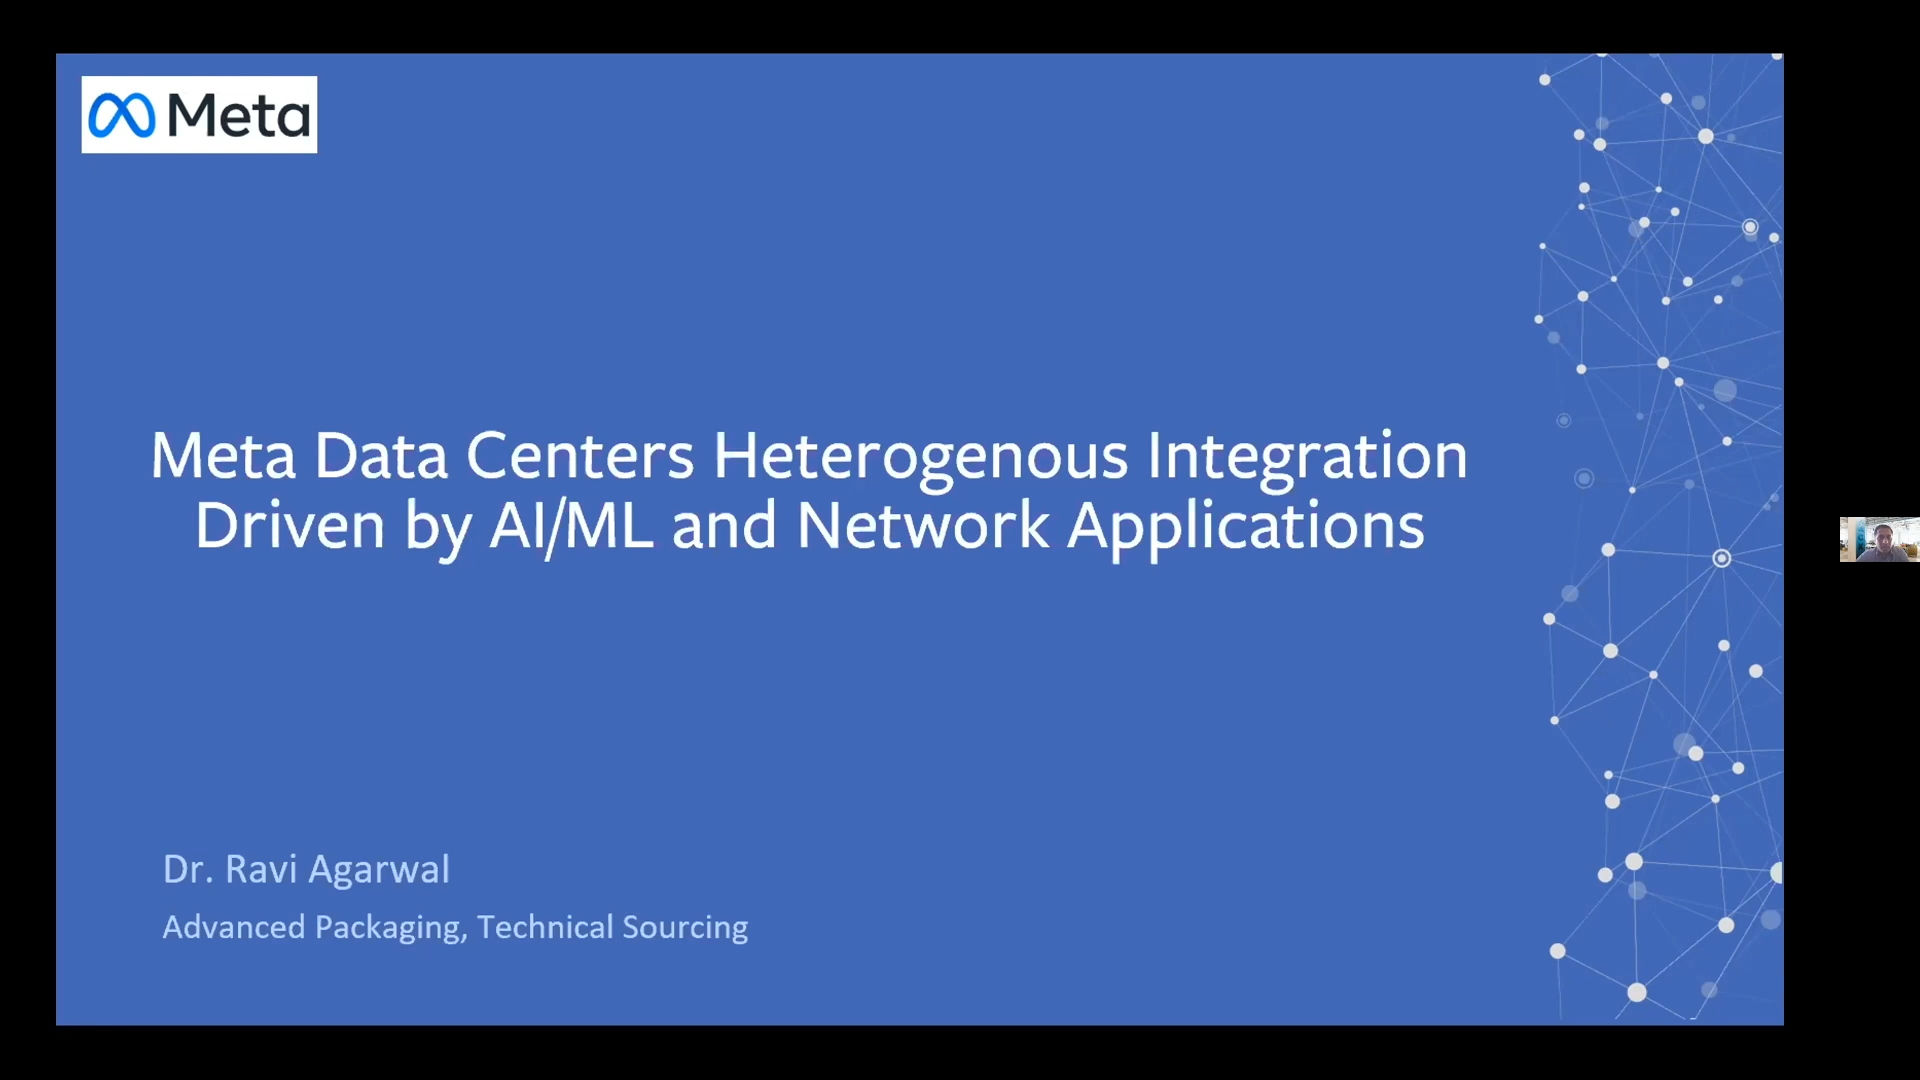 Meta
Meta Data Centers Heterogenous Integration
Driven by AI/ML and Network Applications
Dr. Ravi Agarwal
Advanced Packaging, Technical Sourcing